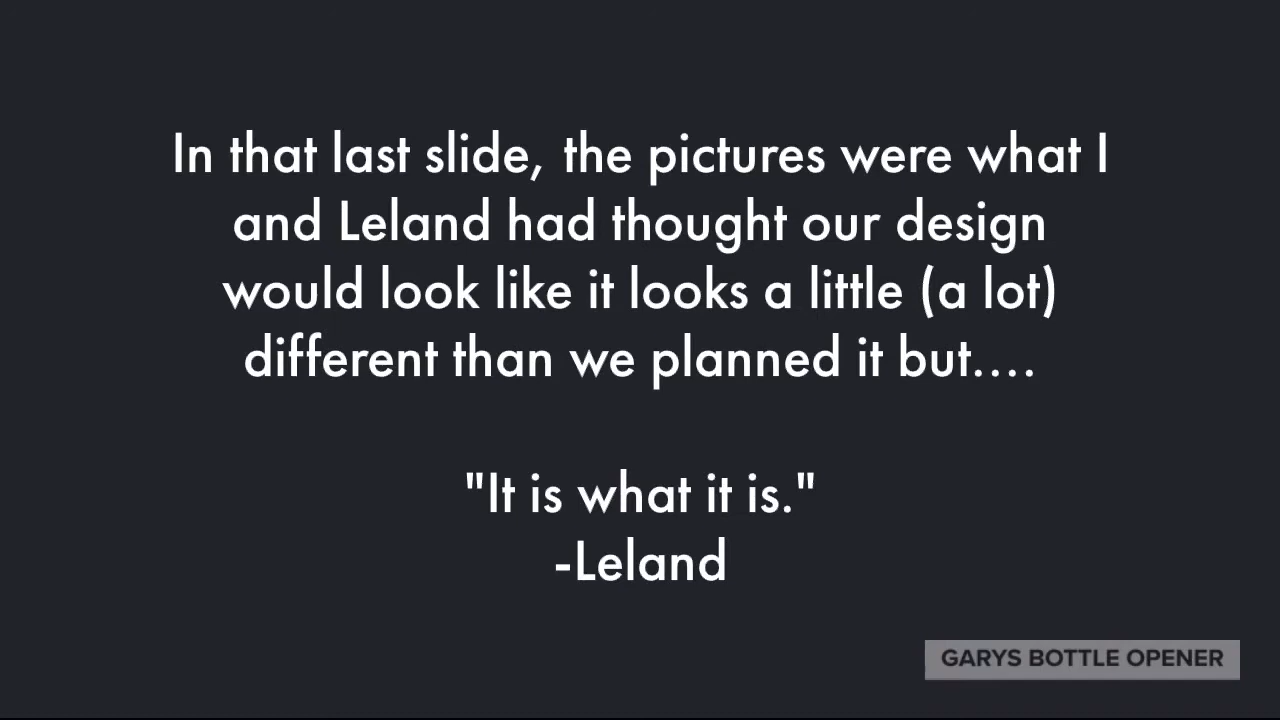 In that last slide, the pictures were what I
and Leland had thought our design
would look like it looks a little (a lot)
different than we planned it but....
"It is what it is."
-Leland
GARYS BOTTLE OPENER